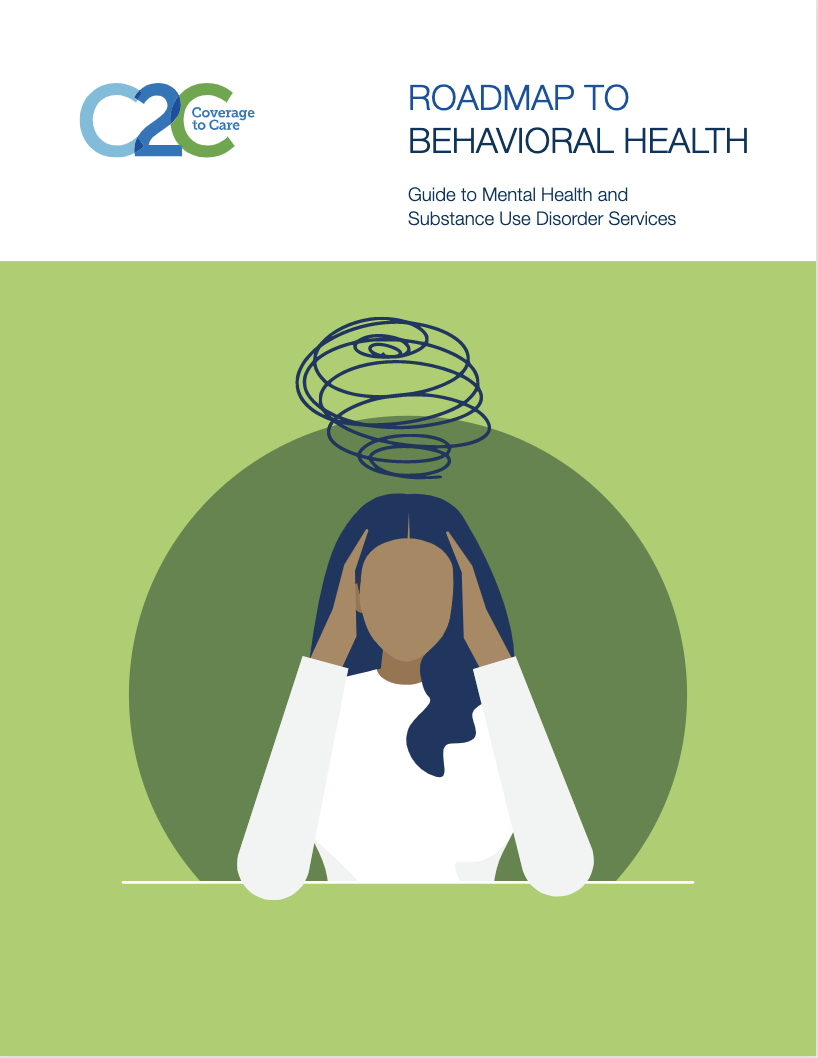 C2C
Coverage
to Care
ROADMAP TO
BEHAVIORAL HEALTH
Guide to Mental Health and
Substance Use Disorder Services